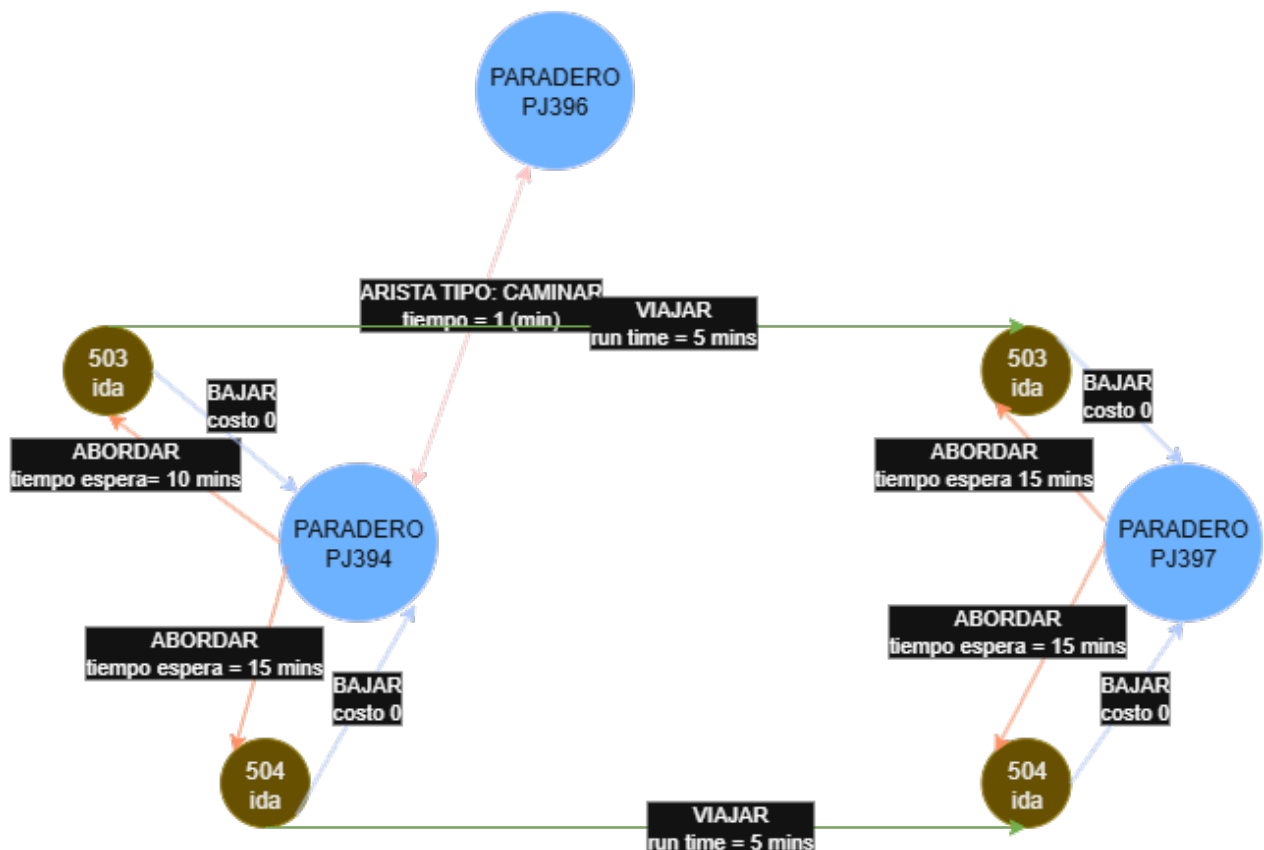 PARADERO
PJ396
ARISTA TIPO: CAMINAR
tiempo = 1 (min)
VIAJAR
run time = 5 mins
503
ida
BAJAR
costo 0
ABORDAR
tiempo espera= 10 mins
PARADERO
PJ394
ABORDAR
tiempo espera = 15 mins
BAJAR
costo 0
504
ida
503
ida
BAJAR
costo 0
ABORDAR
tiempo espera 15 mins
PARADERO
PJ397
ABORDAR
tiempo espera = 15 mins
BAJAR
costo 0
504
ida
VIAJAR
run time = 5 mins